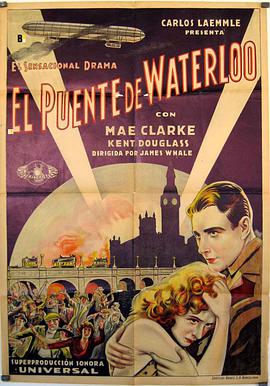 CARLOS LAEMMLE
PRESENTA
B
EL SENSACIONAL DRAMA
EL PUENTE DE WATERLOO
CON
MAE CLARKE
KENT DOUGLASS
DIRIGIDA POR JAMES WHALE
SUPERPRODUCCIÓN SONORA
UNIVERSAL